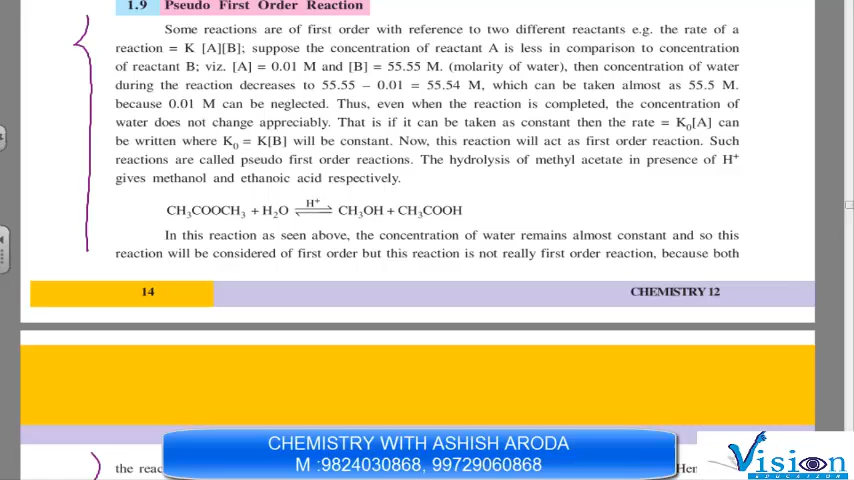 1.9 Pseudo First Order Reaction
Some reactions are of first order with reference to two different reactants e.g. the rate of a
reaction = K [A][B]; suppose the concentration of reactant A is less in comparison to concentration
of reactant B; viz. [A] = 0.01 M and [B] = 55.55 M. (molarity of water), then concentration of water
during the reaction decreases to 55.55 – 0.01 = 55.54 M, which can be taken almost as 55.5 M.
because 0.01 M can be neglected. Thus, even when the reaction is completed, the concentration of
water does not change appreciably. That is if it can be taken as constant then the rate = K₀[A] can
be written where K₀ = K[B] will be constant. Now, this reaction will act as first order reaction. Such
reactions are called pseudo first order reactions. The hydrolysis of methyl acetate in presence of H⁺
gives methanol and ethanoic acid respectively.
H⁺
CH₃COOCH₃ + H₂O ⇌ CH₃OH + CH₃COOH
In this reaction as seen above, the concentration of water remains almost constant and so this
reaction will be considered of first order but this reaction is not really first order reaction, because both
14 CHEMISTRY 12
the
CHEMISTRY WITH ASHISH ARODA
M :9824030868, 99729060868
Vision
EDUCATION